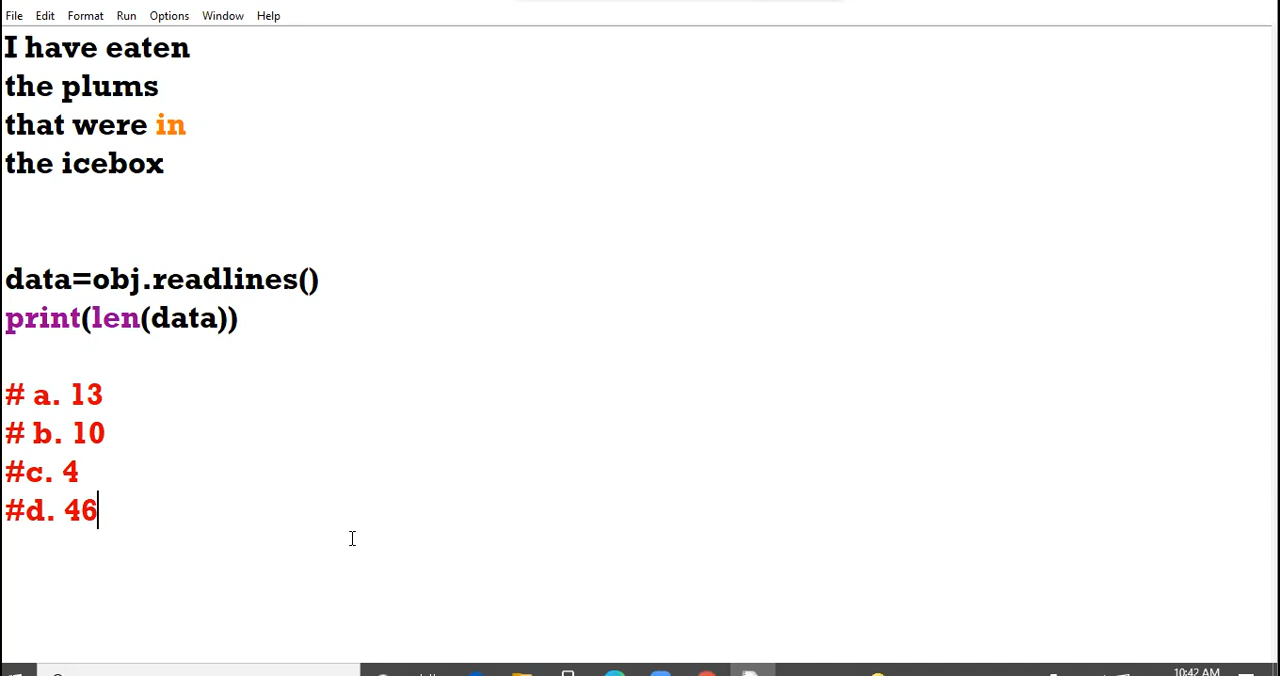 File Edit Format Run Options Window Help
I have eaten
the plums
that were in
the icebox
data=obj.readlines()
print(len(data))
# a. 13
# b. 10
#c. 4
#d. 46
10:42 AM